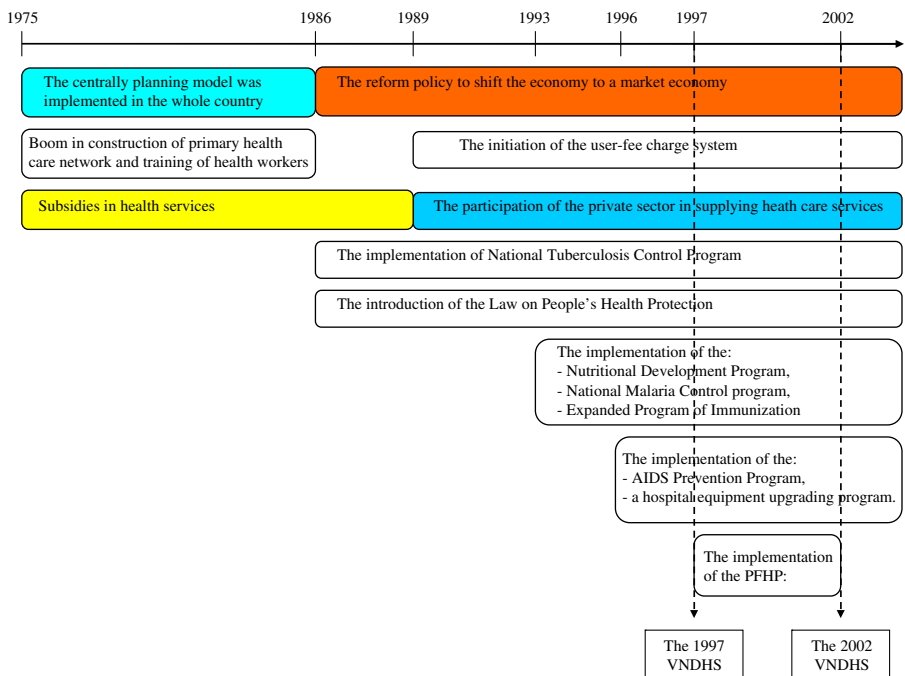 1975 1986 1989 1993 1996 1997 2002
The centrally planning model was
implemented in the whole country
The reform policy to shift the economy to a market economy
Boom in construction of primary health
care network and training of health workers
The initiation of the user-fee charge system
Subsidies in health services
The participation of the private sector in supplying heath care services
The implementation of National Tuberculosis Control Program
The introduction of the Law on People's Health Protection
The implementation of the:
- Nutritional Development Program,
- National Malaria Control program,
- Expanded Program of Immunization
The implementation of the:
- AIDS Prevention Program,
- a hospital equipment upgrading program.
The implementation
of the PFHP:
The 1997
VNDHS
The 2002
VNDHS